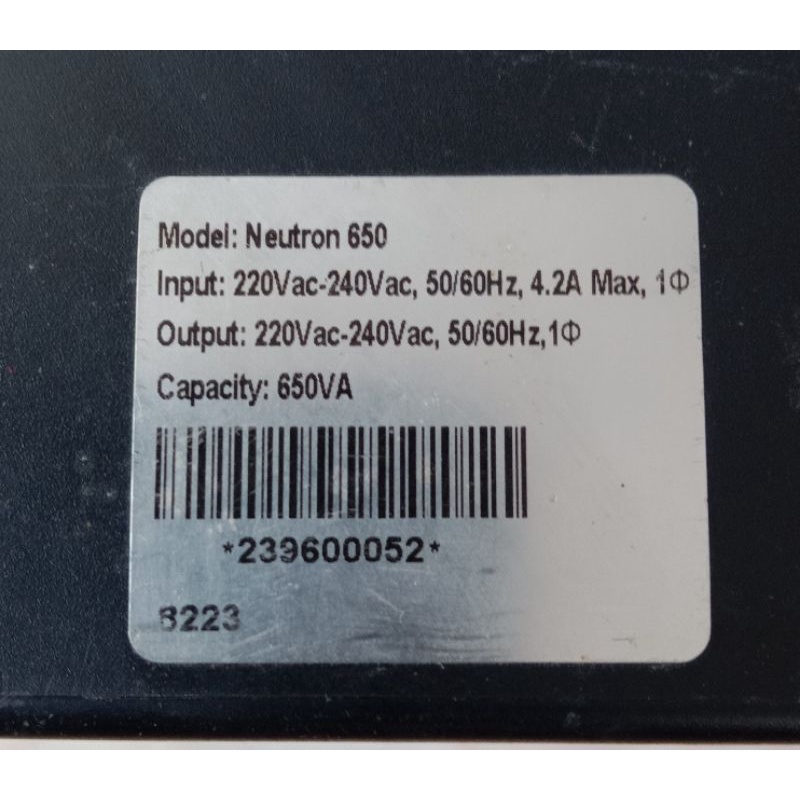 Model: Neutron 650
Input: 220Vac-240Vac, 50/60Hz, 4.2A Max, 1Φ
Output: 220Vac-240Vac, 50/60Hz,1Φ
Capacity: 650VA
*239600052*
8223